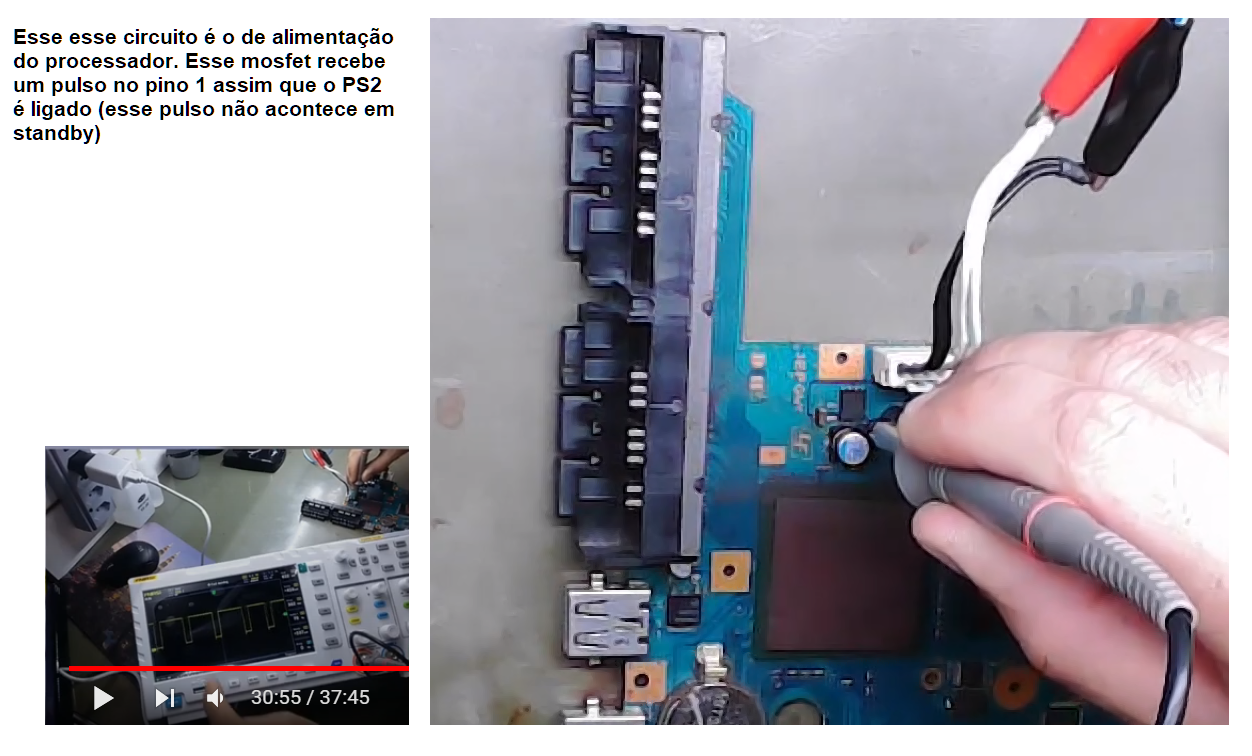 Esse esse circuito é o de alimentação
do processador. Esse mosfet recebe
um pulso no pino 1 assim que o PS2
é ligado (esse pulso não acontece em
standby)
30:55 / 37:45